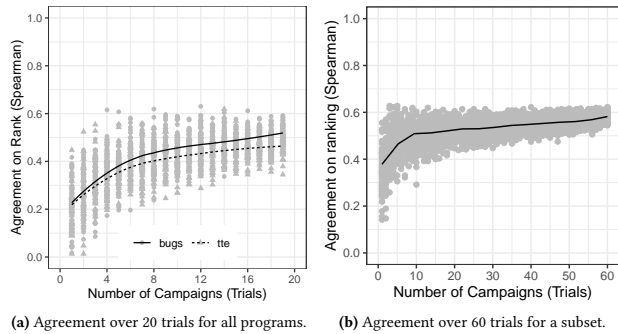 1.0
0.8
0.6
0.4
0.2
0.0
Agreement on Rank (Spearman)
bugs
tte
0 4 8 12 16 20
Number of Campaigns (Trials)
(a) Agreement over 20 trials for all programs.
1.0
0.8
0.6
0.4
0.2
0.0
Agreement on ranking (Spearman)
0 10 20 30 40 50 60
Number of Campaigns (Trials)
(b) Agreement over 60 trials for a subset.